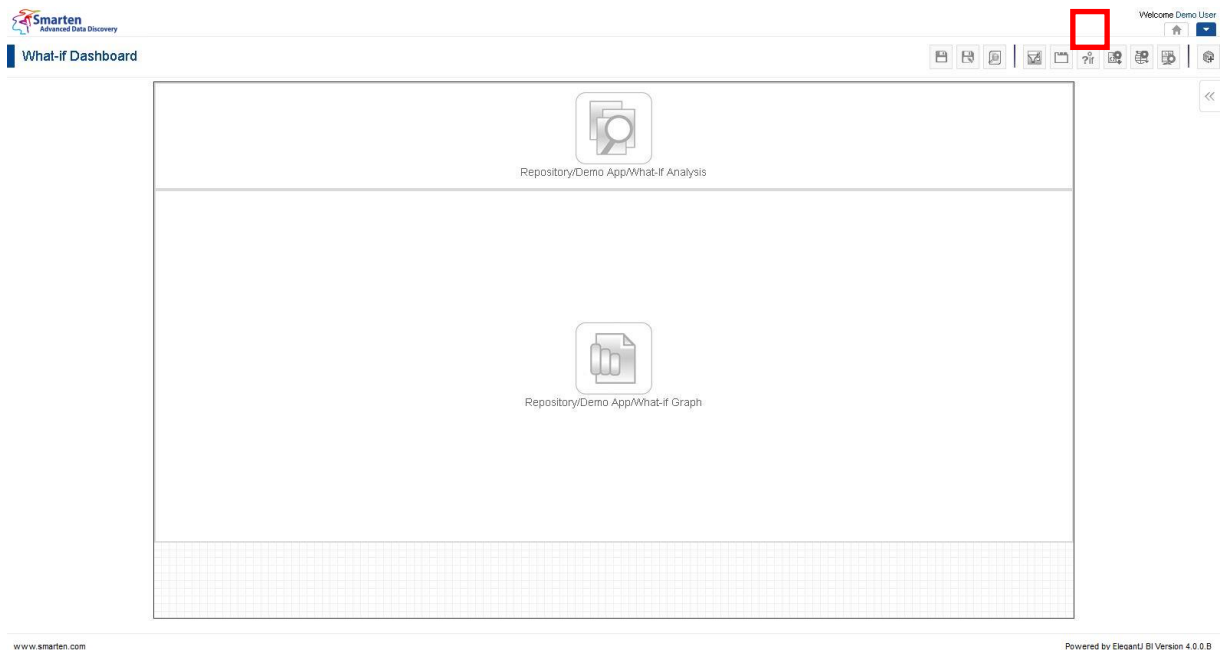 Smarten
Advanced Data Discovery
Welcome Demo User
What-if Dashboard
?if
Repository/Demo App/What-If Analysis
Repository/Demo App/What-if Graph
www.smarten.com
Powered by ElegantJ BI Version 4.0.0.B